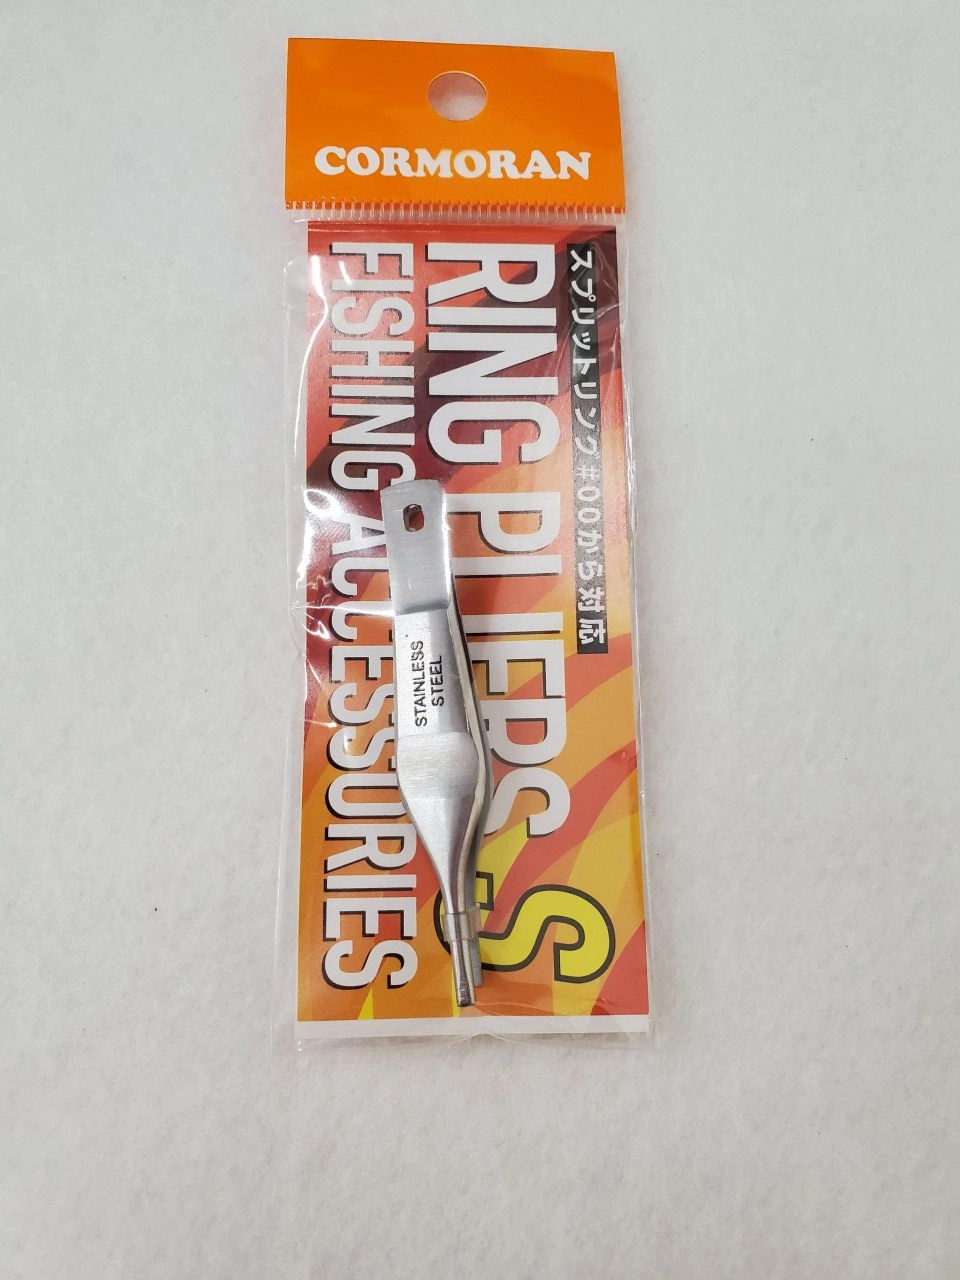 CORMORAN
スプリットリング#00から対応
RING PLIERS
S
FISHING ACCESSORIES
STAINLESS
STEEL